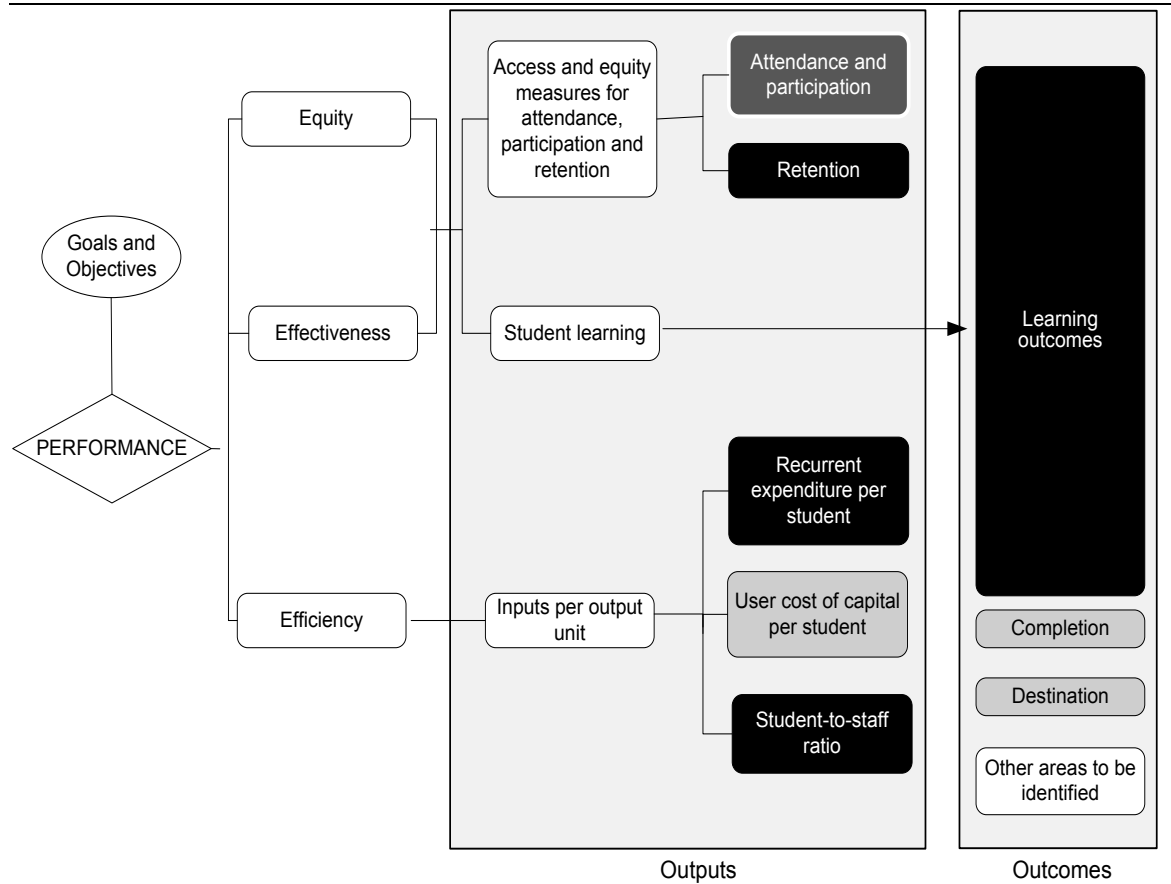 Goals and
Objectives
PERFORMANCE
Equity
Effectiveness
Efficiency
Access and equity
measures for
attendance,
participation and
retention
Student learning
Inputs per output
unit
Attendance and
participation
Retention
Recurrent
expenditure per
student
User cost of capital
per student
Student-to-staff
ratio
Outputs
Learning
outcomes
Completion
Destination
Other areas to be
identified
Outcomes